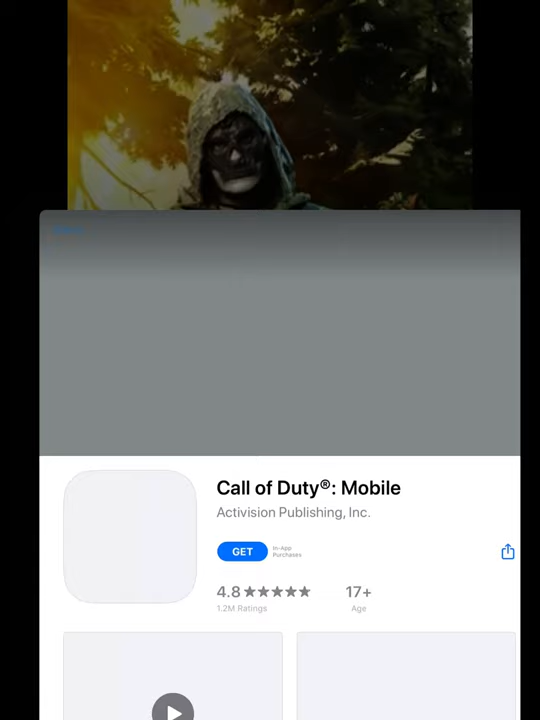 Call of Duty®: Mobile
Activision Publishing, Inc.
GET
In-App
Purchases
4.8 ★★★★★
17+
1.2M Ratings
Age